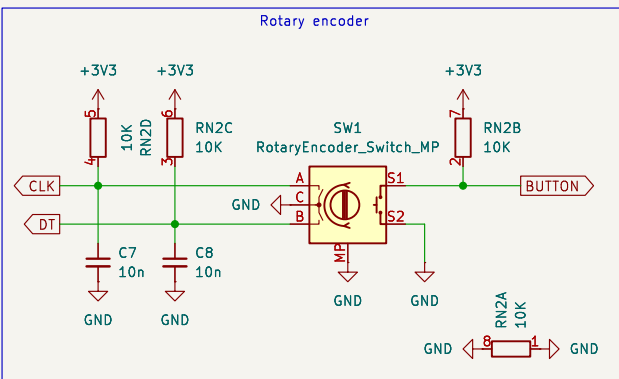 Rotary encoder
+3V3
+3V3
+3V3
5
10K
RN2D
4
6
RN2C
10K
3
7
RN2B
10K
2
SW1
RotaryEncoder_Switch_MP
CLK
A
S1
BUTTON
GND
C
DT
B
S2
MP
C7
10n
C8
10n
GND
GND
GND
GND
RN2A
10K
GND
8
1
GND